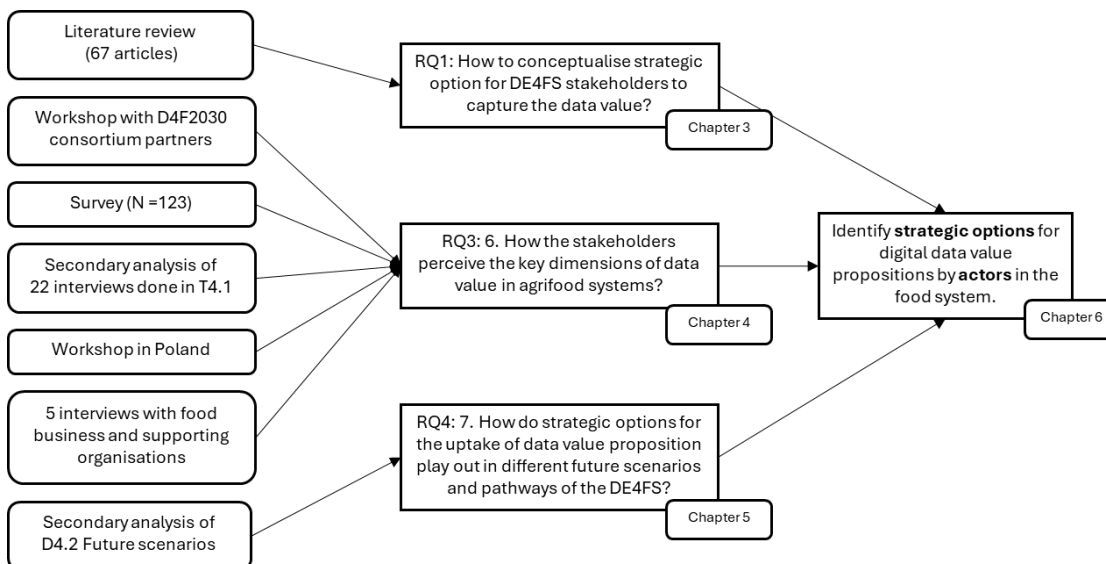 Literature review
(67 articles)
Workshop with D4F2030
consortium partners
Survey (N =123)
Secondary analysis of
22 interviews done in T4.1
Workshop in Poland
5 interviews with food
business and supporting
organisations
Secondary analysis of
D4.2 Future scenarios
RQ1: How to conceptualise strategic
option for DE4FS stakeholders to
capture the data value?
Chapter 3
RQ3: 6. How the stakeholders
perceive the key dimensions of data
value in agrifood systems?
Chapter 4
RQ4: 7. How do strategic options for
the uptake of data value proposition
play out in different future scenarios
and pathways of the DE4FS?
Chapter 5
Identify strategic options for
digital data value
propositions by actors in the
food system.
Chapter 6